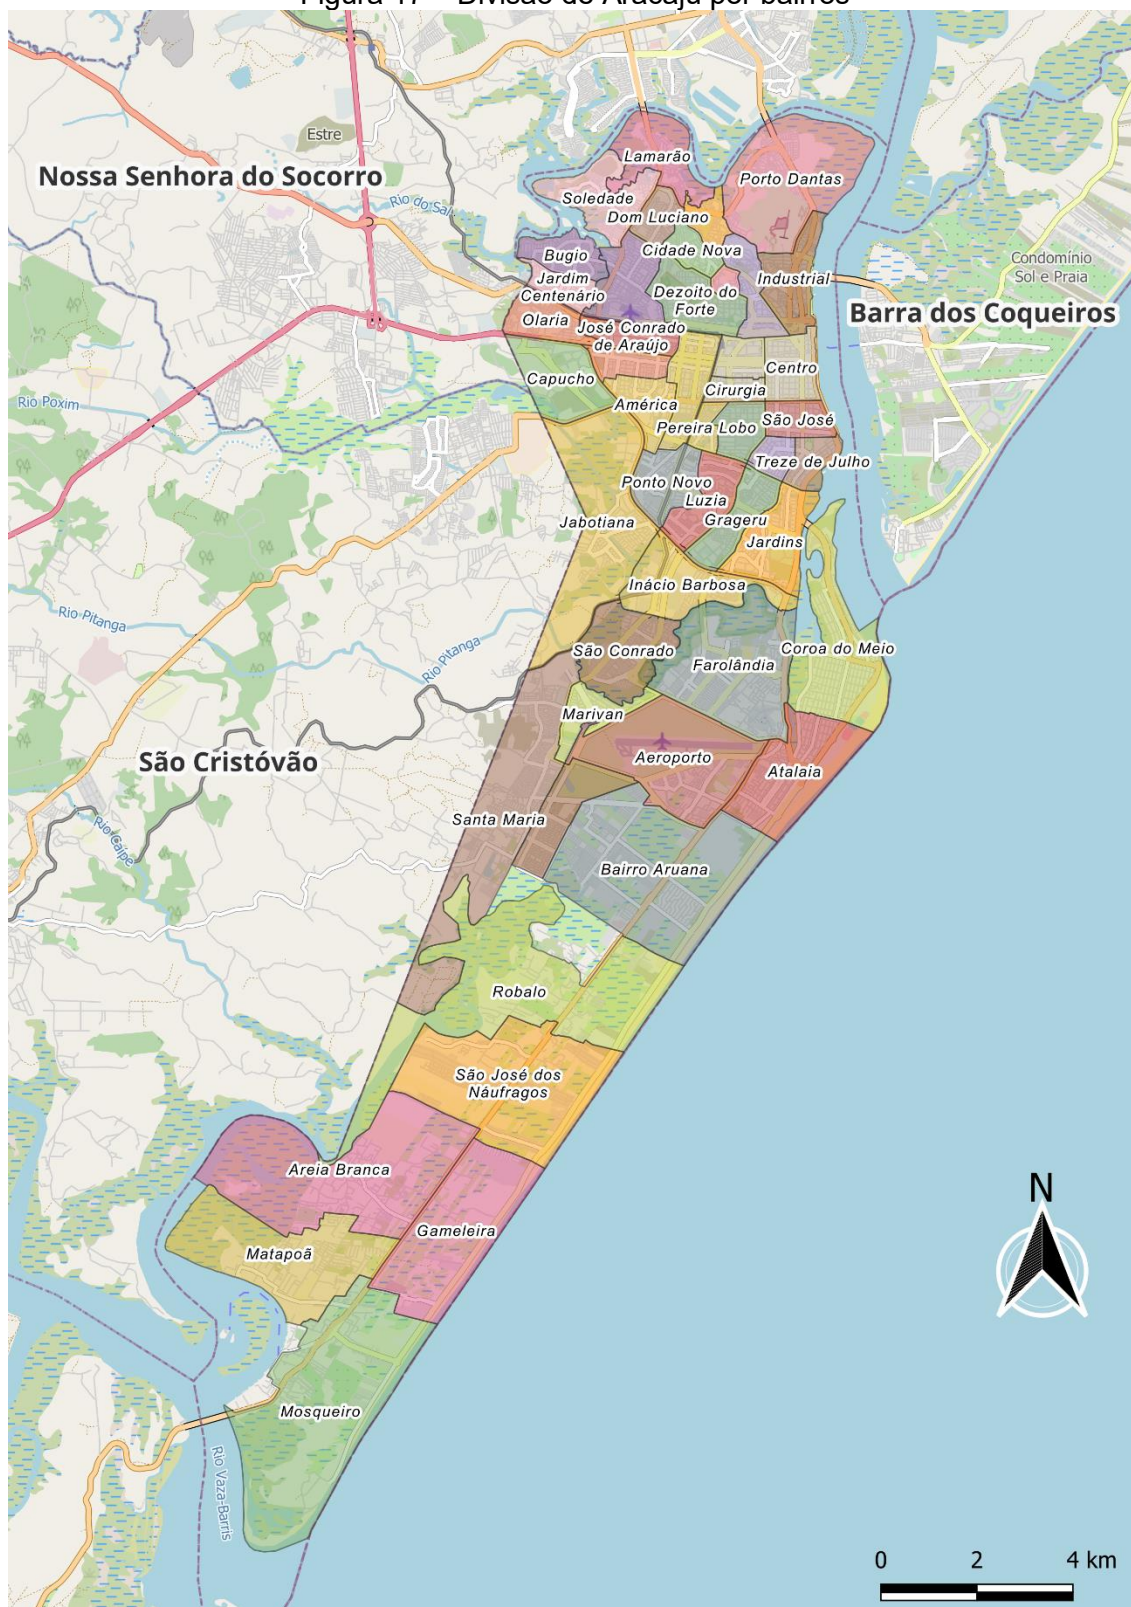 Divisão de Aracaju por bairros
Estre
Nossa Senhora do Socorro
Rio do Sal
Lamarão
Porto Dantas
Soledade
Dom Luciano
Cidade Nova
Bugio
Jardim
Centenário
Industrial
Condomínio
Sol e Praia
Dezoito do
Forte
Olaria
José Conrado
de Araújo
Barra dos Coqueiros
Centro
Capucho
Cirurgia
Rio Poxim
América
São José
Pereira Lobo
Treze de Julho
Ponto Novo
Luzia
Jabotiana
Grageru
Jardins
Inácio Barbosa
Rio Pitanga
Rio Pitanga
São Conrado
Farolândia
Coroa do Meio
Marivan
Aeroporto
Atalaia
São Cristóvão
Santa Maria
Rio Caípe
Bairro Aruana
Robalo
São José dos
Náufragos
Areia Branca
Gameleira
Matapoã
N
Mosqueiro
Rio Vaza-Barris
0 2 4 km